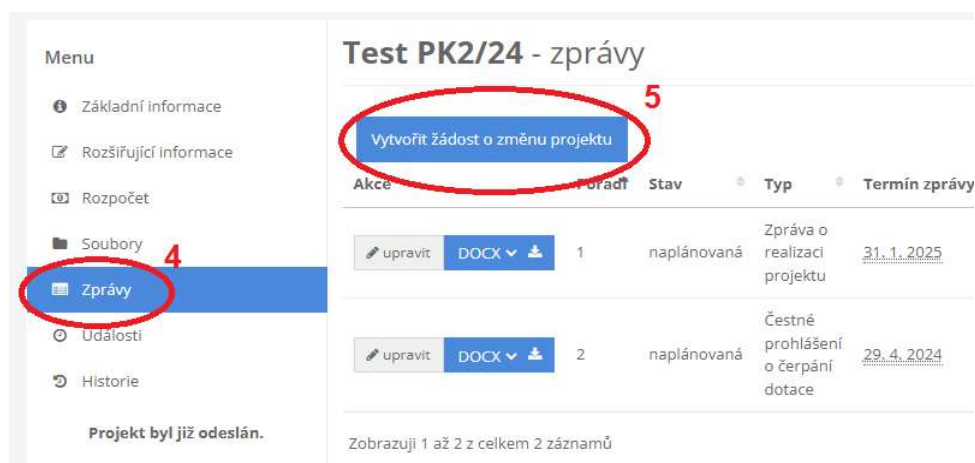 Menu
Základní informace
Rozšiřující informace
Rozpočet
Soubory
4
Zprávy
Události
Historie
Projekt byl již odeslán.
Test PK2/24 - zprávy
5
Vytvořit žádost o změnu projektu
Akce Pořadí Stav Typ Termín zprávy
upravit DOCX 1 naplánovaná Zpráva o
realizaci
projektu 31. 1. 2025
upravit DOCX 2 naplánovaná Čestné
prohlášení
o čerpání
dotace 29. 4. 2024
Zobrazuji 1 až 2 z celkem 2 záznamů